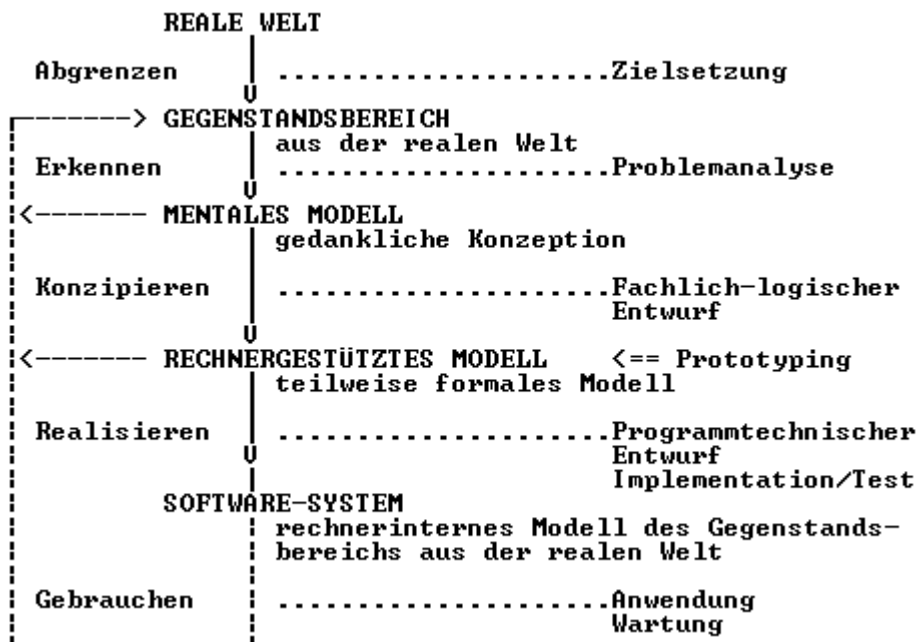 REALE WELT
Abgrenzen .....................Zielsetzung
-------> GEGENSTANDSBEREICH
aus der realen Welt
Erkennen .....................Problemanalyse
<------- MENTALES MODELL
gedankliche Konzeption
Konzipieren .....................Fachlich-logischer
Entwurf
<------- RECHNERGESTÜTZTES MODELL <== Prototyping
teilweise formales Modell
Realisieren .....................Programmtechnischer
Entwurf
Implementation/Test
SOFTWARE-SYSTEM
rechnerinternes Modell des Gegenstands-
bereichs aus der realen Welt
Gebrauchen .....................Anwendung
Wartung